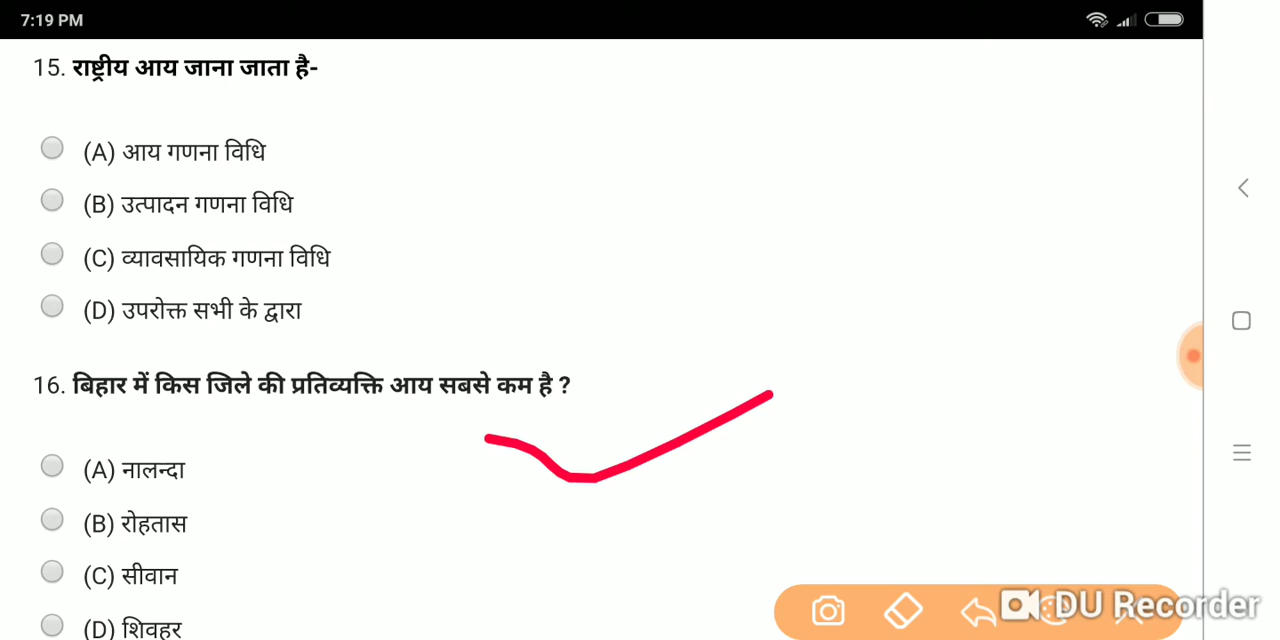 7:19 PM
15. राष्ट्रीय आय जाना जाता है-
(A) आय गणना विधि
(B) उत्पादन गणना विधि
(C) व्यावसायिक गणना विधि
(D) उपरोक्त सभी के द्वारा
16. बिहार में किस जिले की प्रतिव्यक्ति आय सबसे कम है ?
(A) नालन्दा
(B) रोहतास
(C) सीवान
(D) शिवहर
DU Recorder